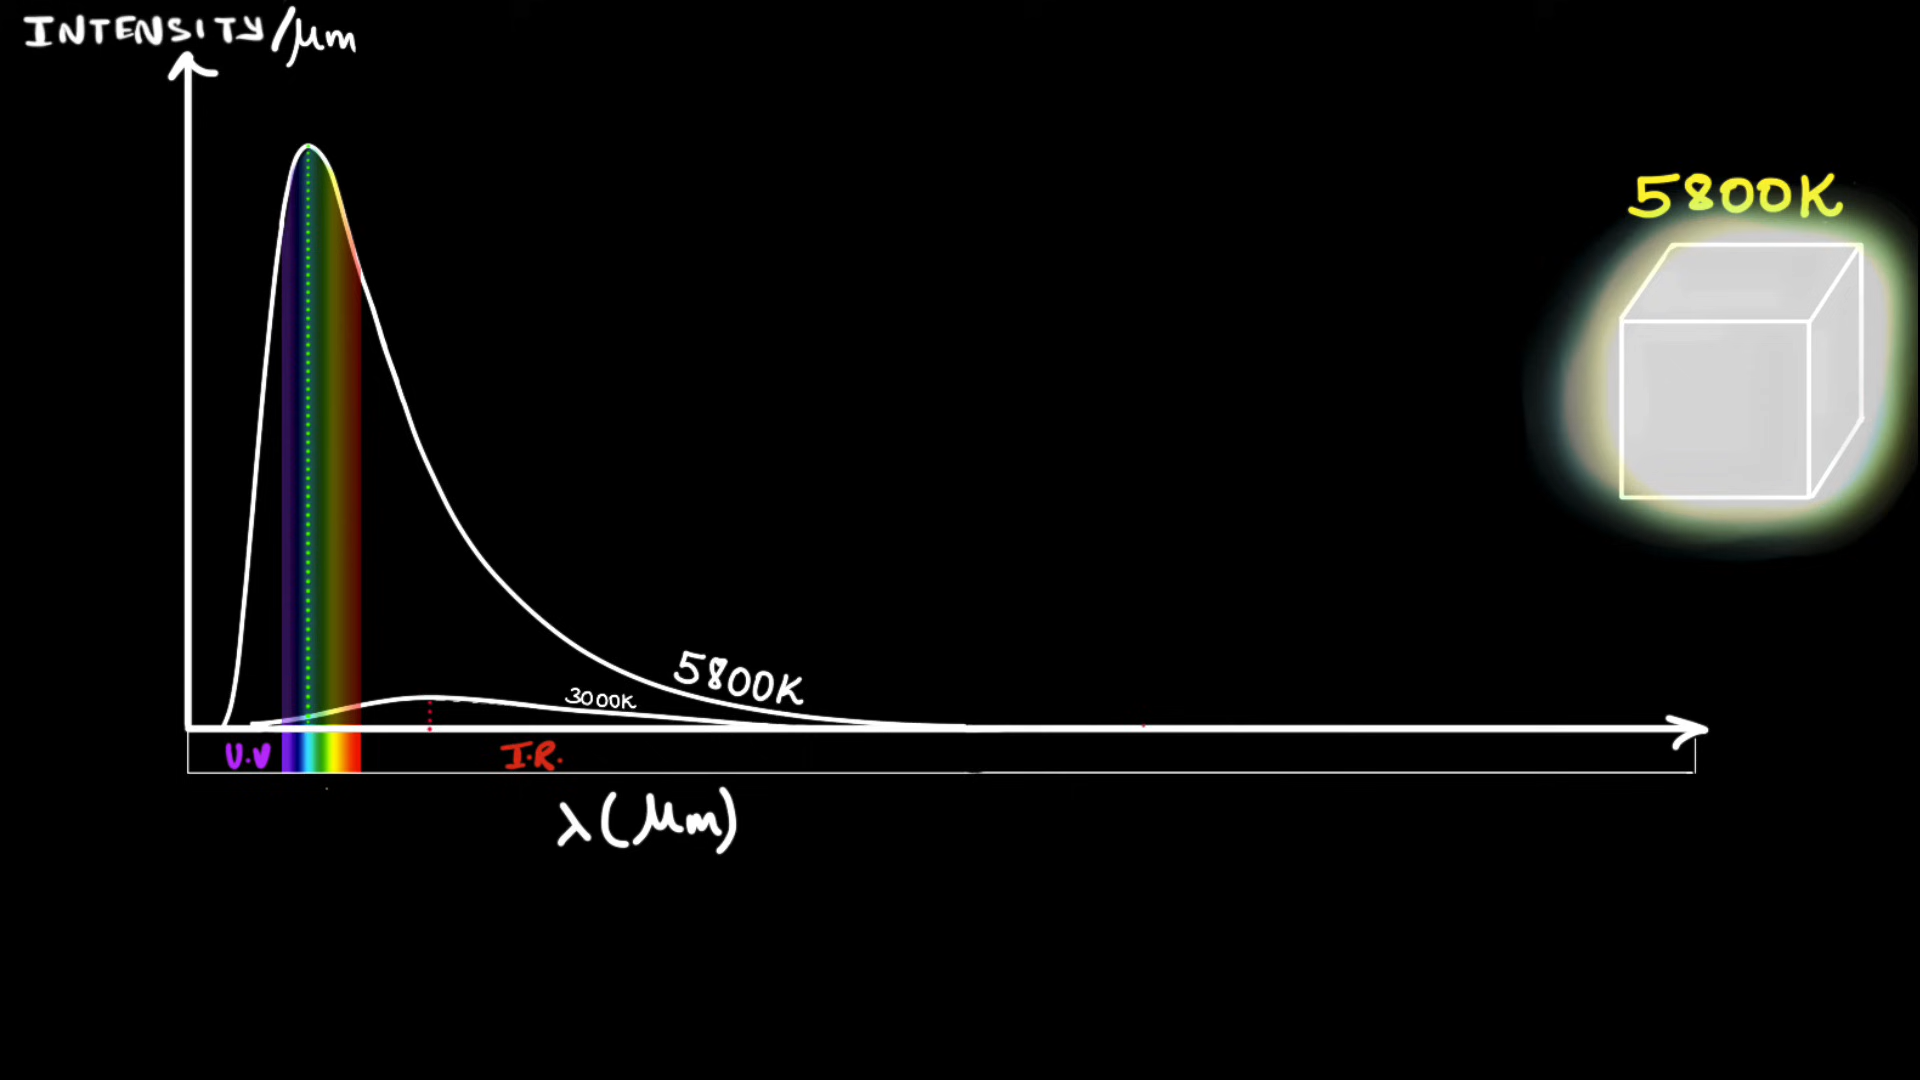 INTENSITY/μm
5800K
5800K
3000K
U.V
I.R.
λ(μm)